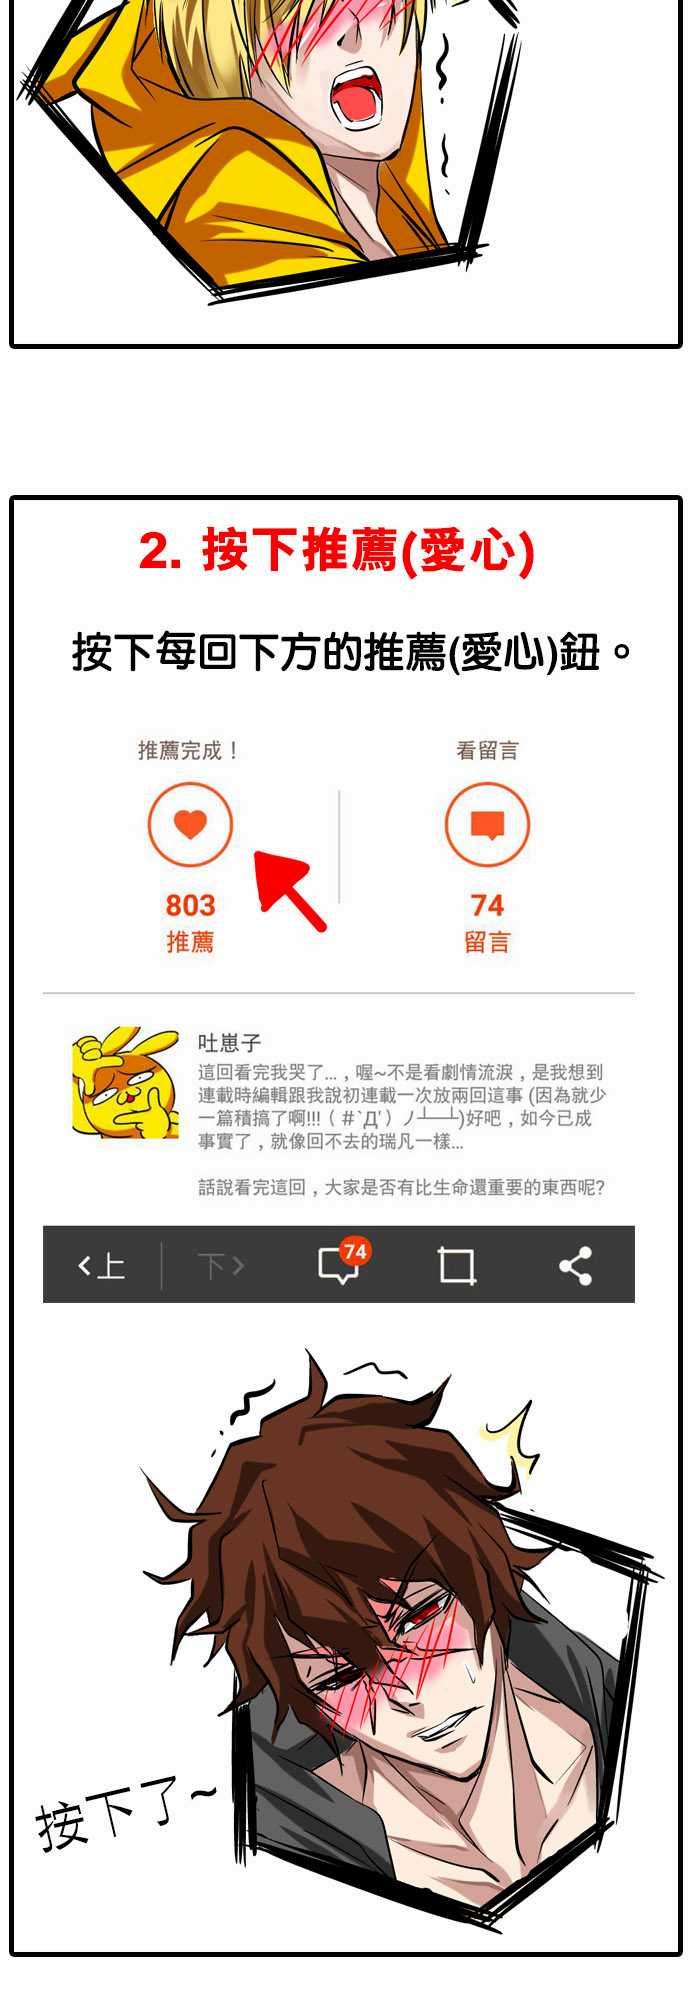 2. 按下推薦(愛心)
按下每回下方的推薦(愛心)鈕。
推薦完成！
看留言
803
推薦
74
留言
吐崽子
這回看完我哭了...，喔~不是看劇情流淚，是我想到
連載時編輯跟我說初連載一次放兩回這事 (因為就少
一篇積搞了啊!!!（＃`Д′）ノ┴─┴)好吧，如今已成
事實了，就像回不去的瑞凡一樣...
話說看完這回，大家是否有比生命還重要的東西呢?
上
下
74
按下了~